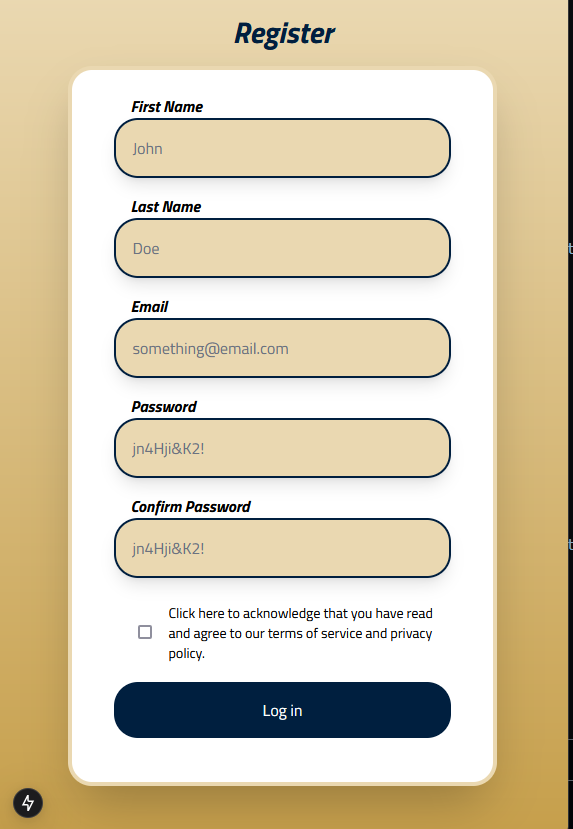 Register
First Name
John
Last Name
Doe
Email
something@email.com
Password
jn4Hji&K2!
Confirm Password
jn4Hji&K2!
Click here to acknowledge that you have read
and agree to our terms of service and privacy
policy.
Log in